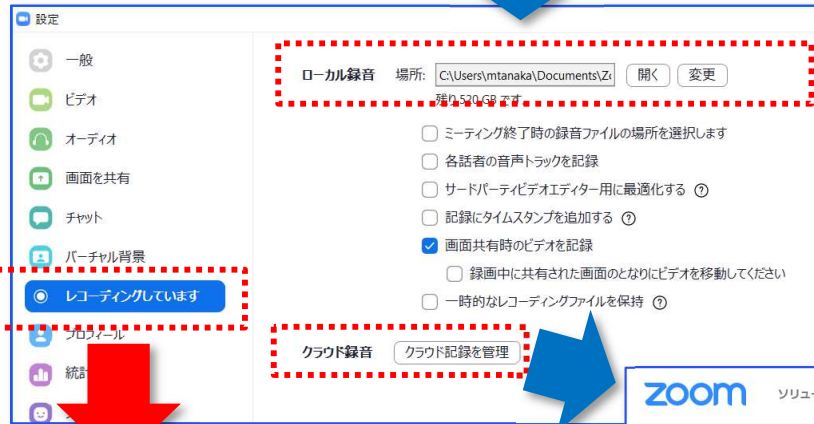 設定
一般
ビデオ
オーディオ
画面を共有
チャット
バーチャル背景
レコーディングしています
プロフィール
統計
ローカル録音 場所: C:\Users\mtanaka\Documents\Z 開く 変更
残り 520 GB です。
ミーティング終了時の録音ファイルの場所を選択します
各話者の音声トラックを記録
サードパーティビデオエディター用に最適化する ?
記録にタイムスタンプを追加する ?
画面共有時のビデオを記録
録画中に共有された画面のとなりにビデオを移動してください
一時的なレコーディングファイルを保持 ?
クラウド録音 クラウド記録を管理
zoom ソリュー